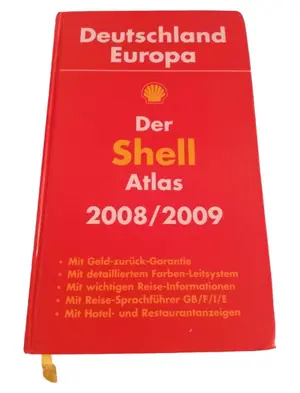 Deutschland
Europa
Der
Shell
Atlas
2008/2009
• Mit Geld-zurück-Garantie
• Mit detailliertem Farben-Leitsystem
• Mit wichtigen Reise-Informationen
• Mit Reise-Sprachführer GB/F/I/E
• Mit Hotel- und Restaurantanzeigen